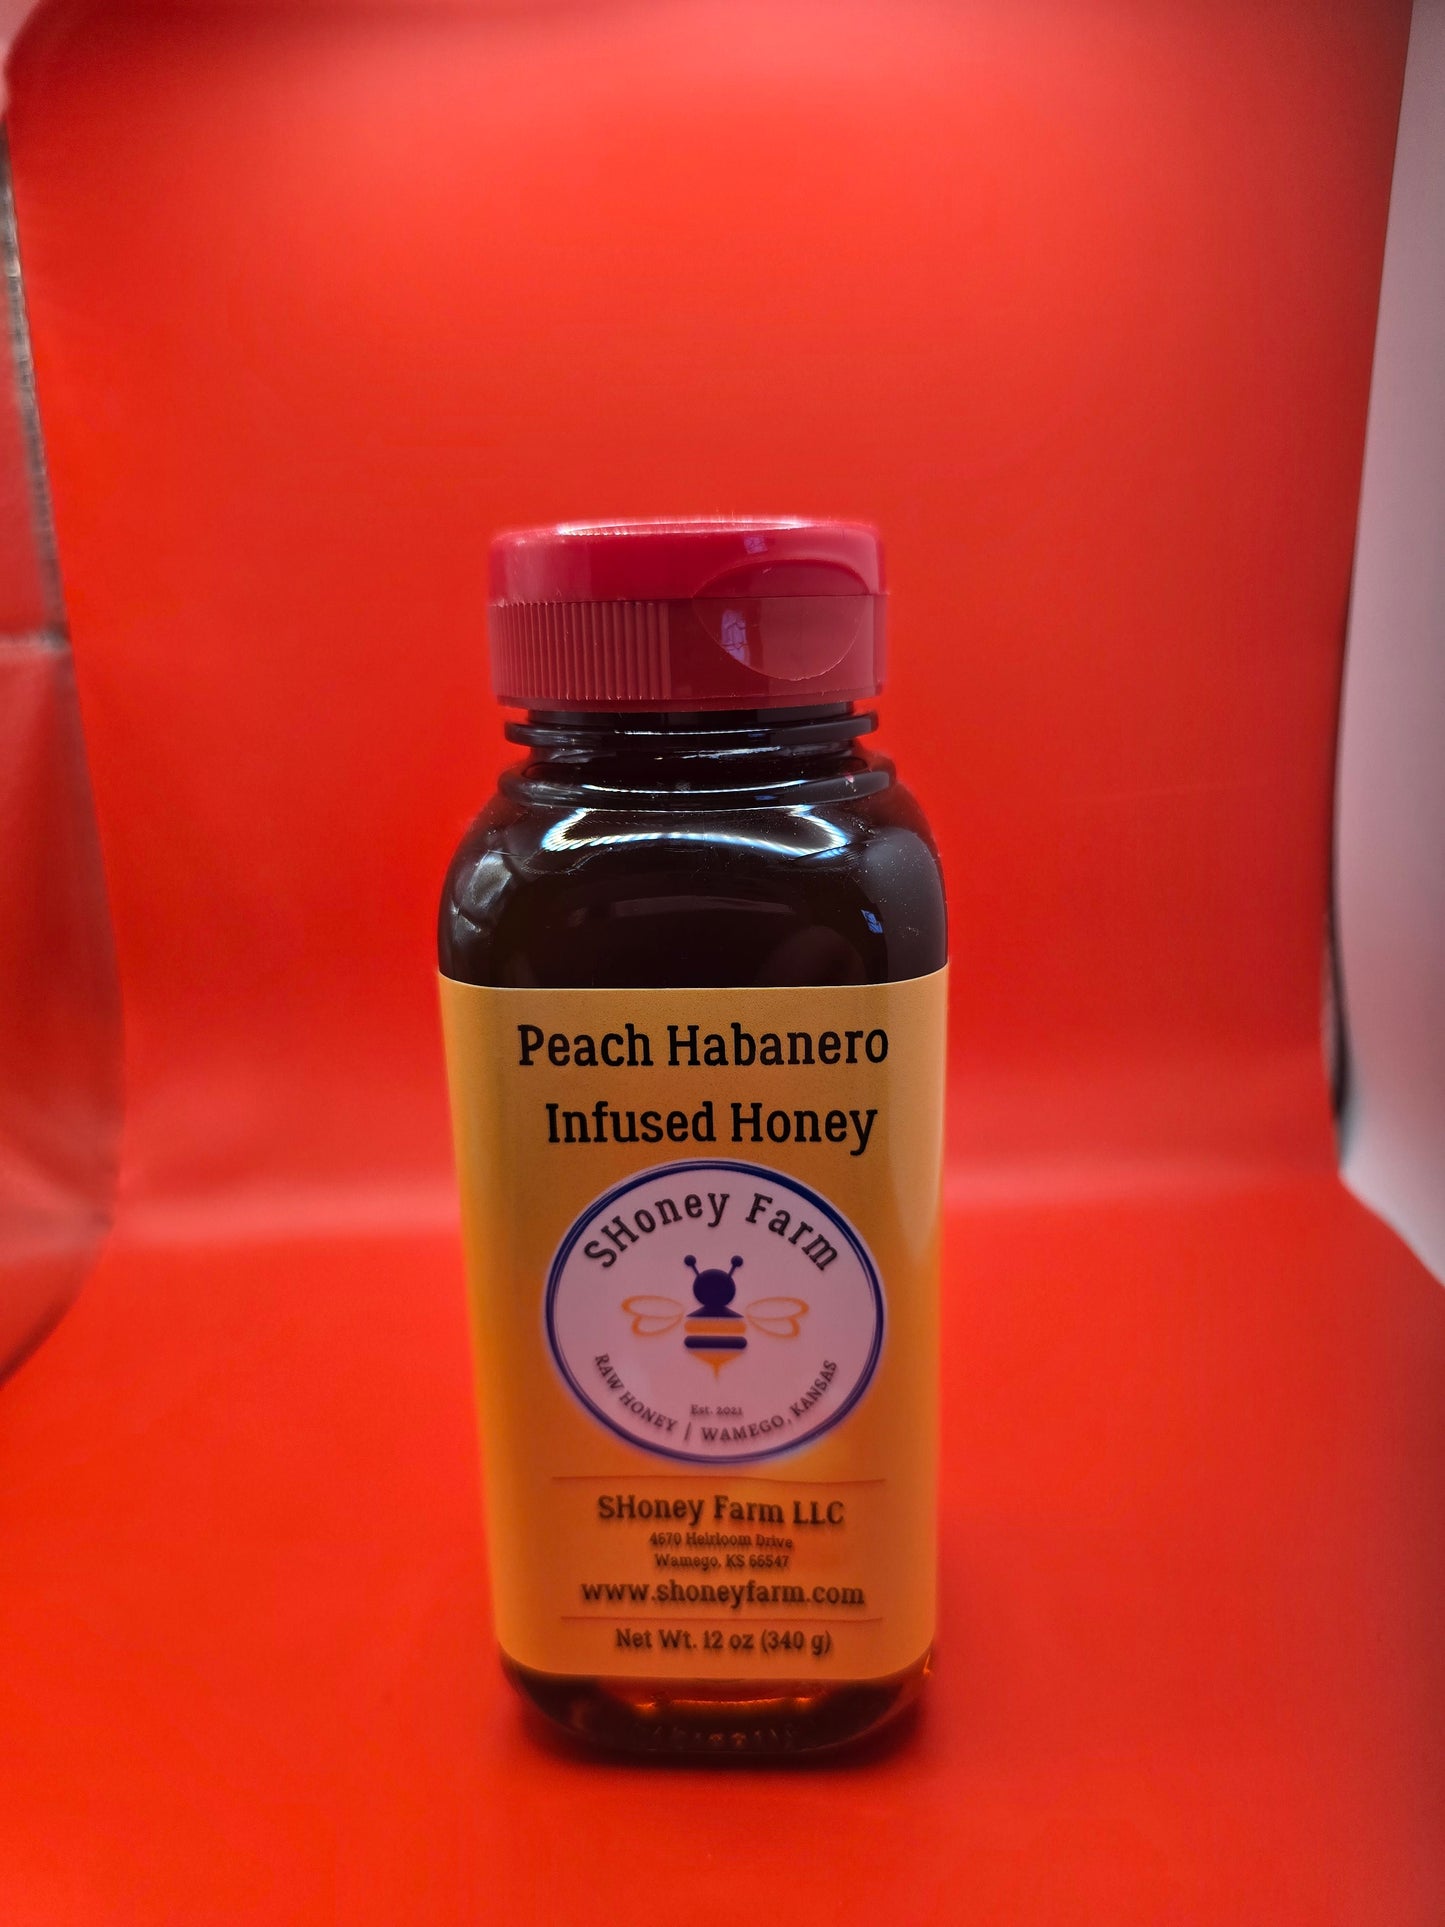 Peach Habanero
Infused Honey
SHoney Farm
Est. 2021
RAW HONEY | WAMEGO, KANSAS
SHoney Farm LLC
4670 Heirloom Drive
Wamego, KS 66547
www.shoneyfarm.com
Net Wt. 12 oz (340 g)